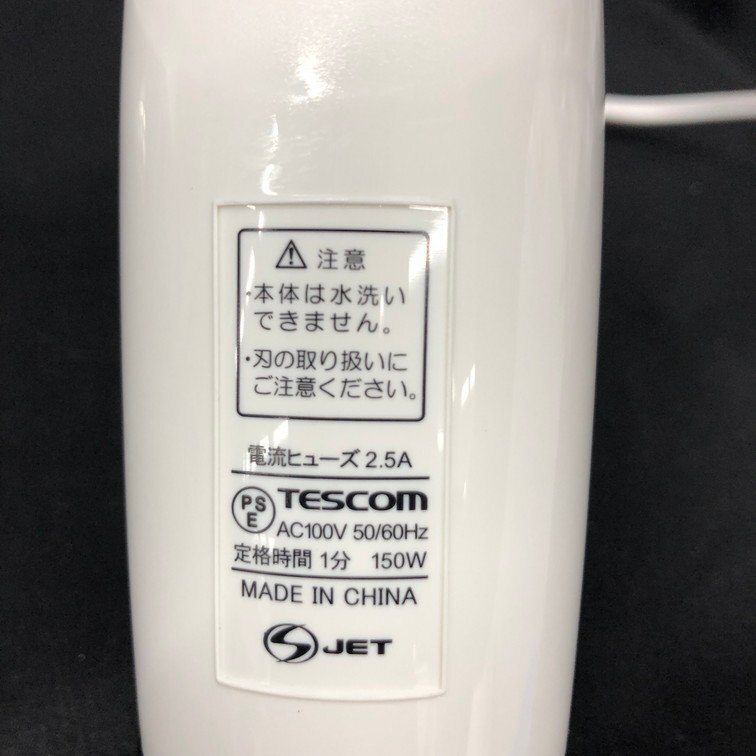 ⚠ 注意
・本体は水洗い
できません。
・刃の取り扱いに
ご注意ください。
電流ヒューズ 2.5A
PS E TESCOM
AC100V 50/60Hz
定格時間 1分 150W
MADE IN CHINA
S JET